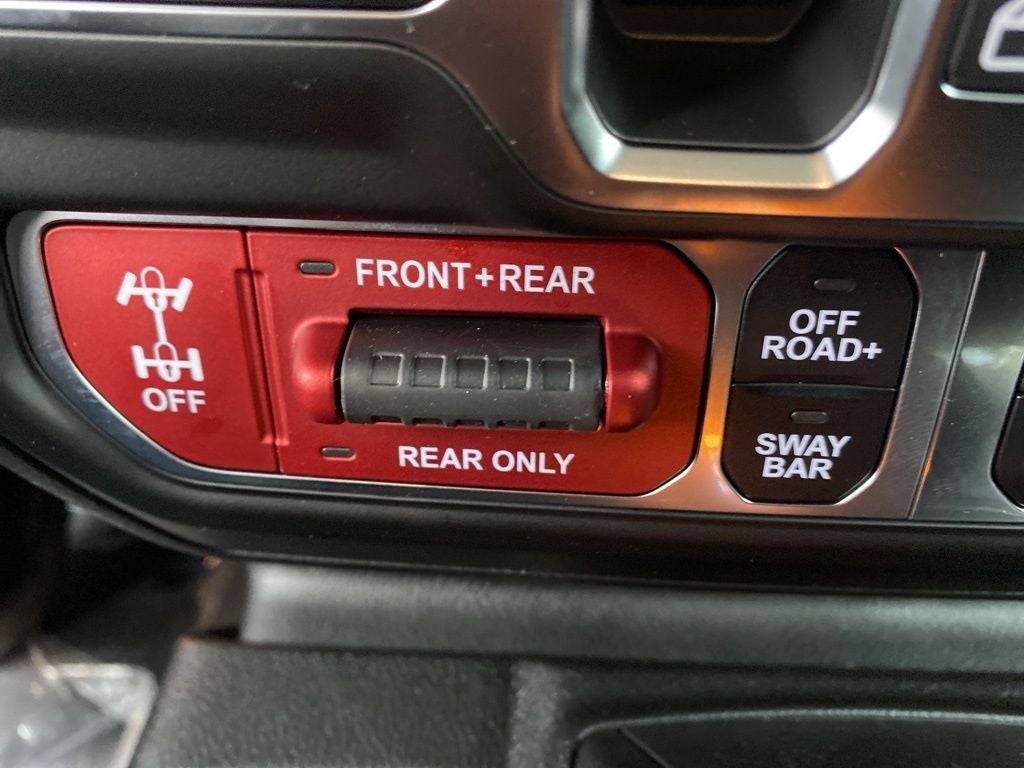 FRONT+REAR
OFF
REAR ONLY
OFF
ROAD+
SWAY
BAR